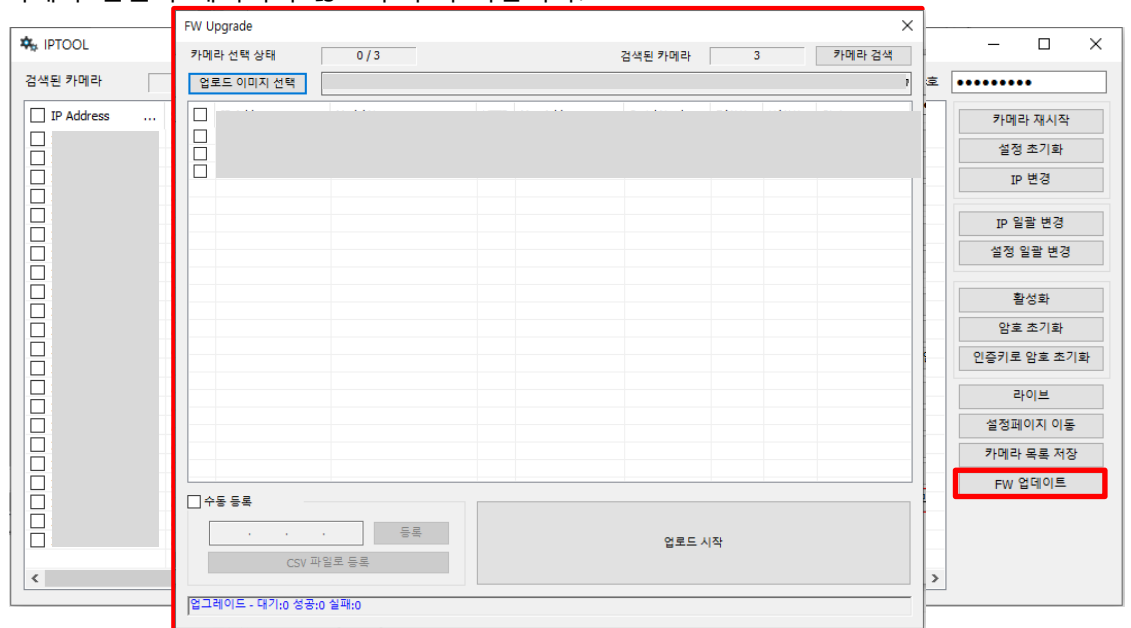 FW Upgrade
IPTOOL
카메라 선택 상태 0 / 3 검색된 카메라 3 카메라 검색
검색된 카메라
업로드 이미지 선택
IP Address ...
카메라 재시작
설정 초기화
IP 변경
IP 일괄 변경
설정 일괄 변경
활성화
암호 초기화
인증키로 암호 초기화
라이브
설정페이지 이동
카메라 목록 저장
FW 업데이트
수동 등록
등록
CSV 파일로 등록
업로드 시작
업그레이드 - 대기:0 성공:0 실패:0